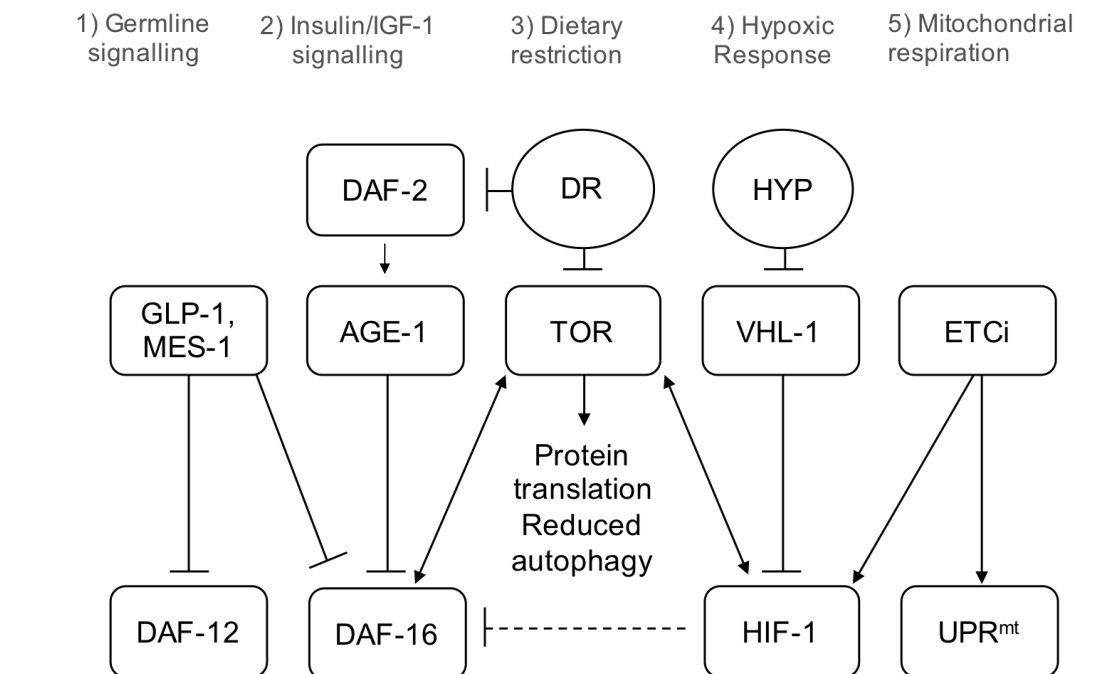 1) Germline
signalling
2) Insulin/IGF-1
signalling
3) Dietary
restriction
4) Hypoxic
Response
5) Mitochondrial
respiration
DAF-2
DR
HYP
GLP-1,
MES-1
AGE-1
TOR
VHL-1
ETCi
Protein
translation
Reduced
autophagy
DAF-12
DAF-16
HIF-1
UPRmt